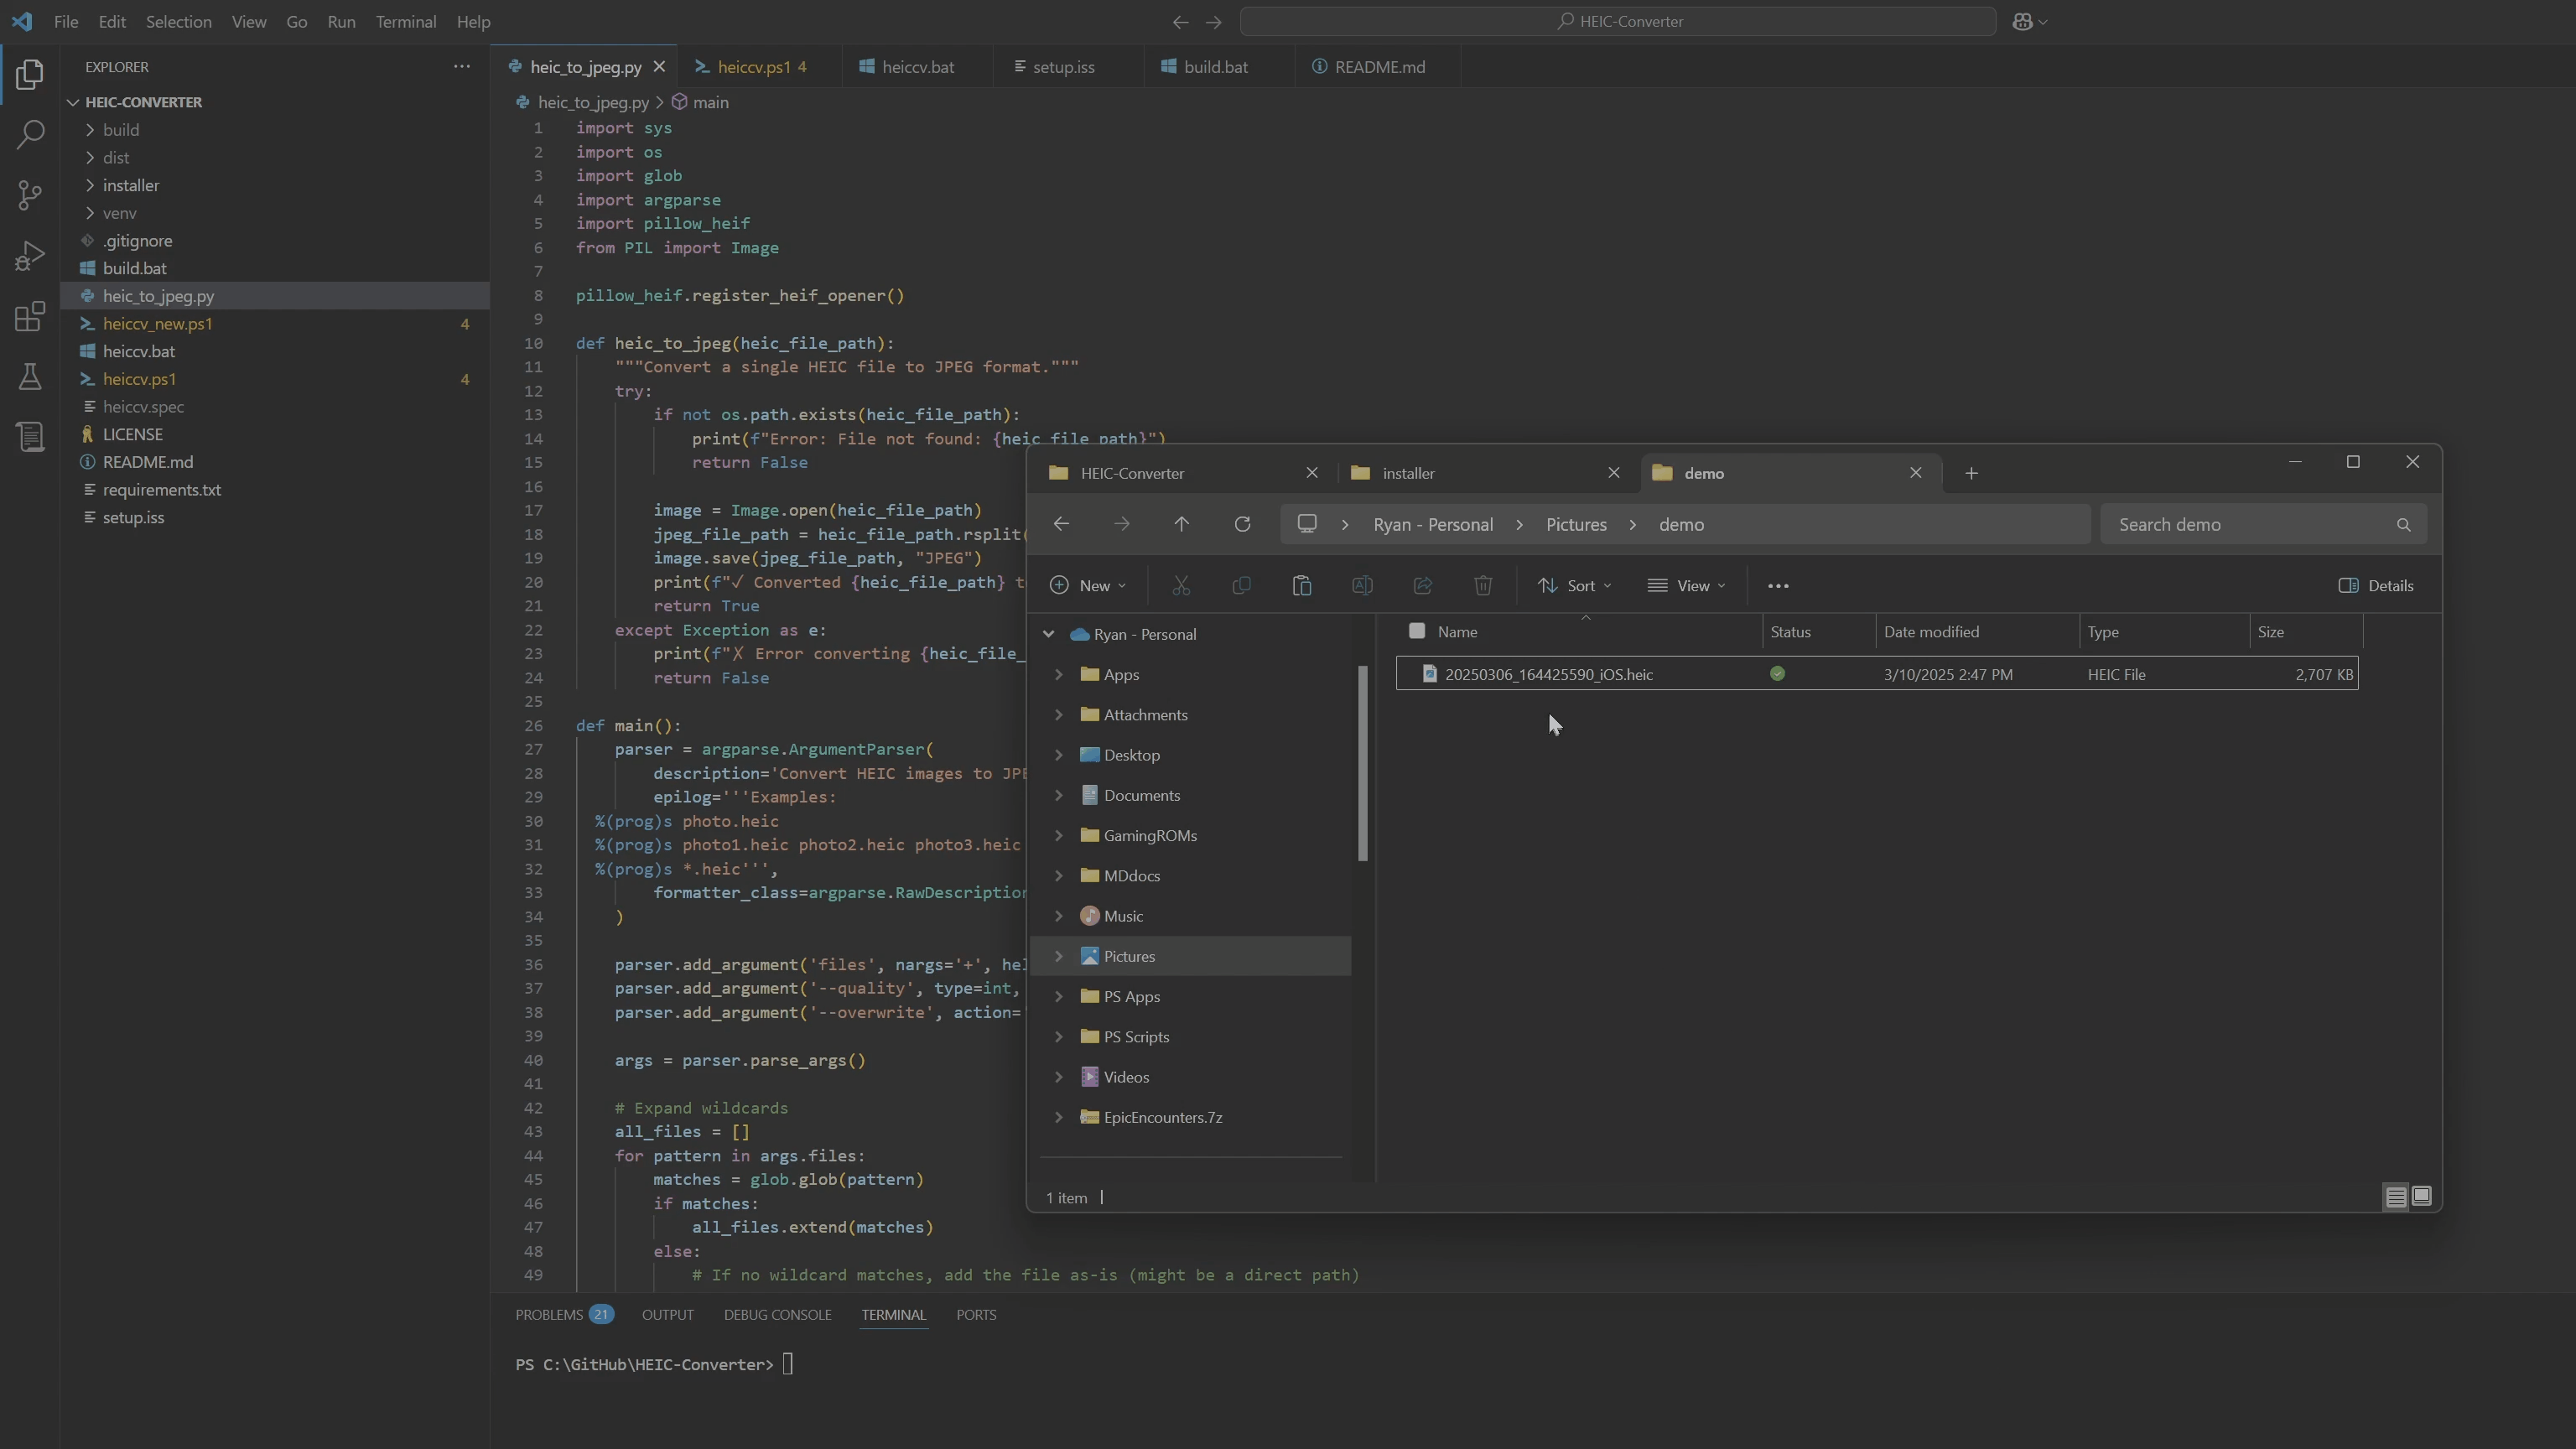 File Edit Selection View Go Run Terminal Help
HEIC-Converter
EXPLORER
HEIC-CONVERTER
build
dist
installer
venv
.gitignore
build.bat
heic_to_jpeg.py
heiccv_new.ps1 4
heiccv.bat
heiccv.ps1 4
heiccv.spec
LICENSE
README.md
requirements.txt
setup.iss
heic_to_jpeg.py heiccv.ps1 4 heiccv.bat setup.iss build.bat README.md
heic_to_jpeg.py > main
1 import sys
2 import os
3 import glob
4 import argparse
5 import pillow_heif
6 from PIL import Image
7
8 pillow_heif.register_heif_opener()
9
10 def heic_to_jpeg(heic_file_path):
11 """Convert a single HEIC file to JPEG format."""
12 try:
13 if not os.path.exists(heic_file_path):
14 print(f"Error: File not found: {heic_file_path}")
15 return False
16
17 image = Image.open(heic_file_path)
18 jpeg_file_path = heic_file_path.rsplit(
19 image.save(jpeg_file_path, "JPEG")
20 print(f"✓ Converted {heic_file_path} t
21 return True
22 except Exception as e:
23 print(f"✗ Error converting {heic_file_
24 return False
25
26 def main():
27 parser = argparse.ArgumentParser(
28 description='Convert HEIC images to JPE
29 epilog='''Examples:
30 %(prog)s photo.heic
31 %(prog)s photo1.heic photo2.heic photo3.heic
32 %(prog)s *.heic''',
33 formatter_class=argparse.RawDescription
34 )
35
36 parser.add_argument('files', nargs='+', hel
37 parser.add_argument('--quality', type=int,
38 parser.add_argument('--overwrite', action='
39
40 args = parser.parse_args()
41
42 # Expand wildcards
43 all_files = []
44 for pattern in args.files:
45 matches = glob.glob(pattern)
46 if matches:
47 all_files.extend(matches)
48 else:
49 # If no wildcard matches, add the file as-is (might be a direct path)
HEIC-Converter installer demo
Ryan - Personal > Pictures > demo
Search demo
New Sort View Details
Ryan - Personal
Apps
Attachments
Desktop
Documents
GamingROMs
MDdocs
Music
Pictures
PS Apps
PS Scripts
Videos
EpicEncounters.7z
Name Status Date modified Type Size
20250306_164425590_iOS.heic 3/10/2025 2:47 PM HEIC File 2,707 KB
1 item
PROBLEMS 21 OUTPUT DEBUG CONSOLE TERMINAL PORTS
PS C:\GitHub\HEIC-Converter>